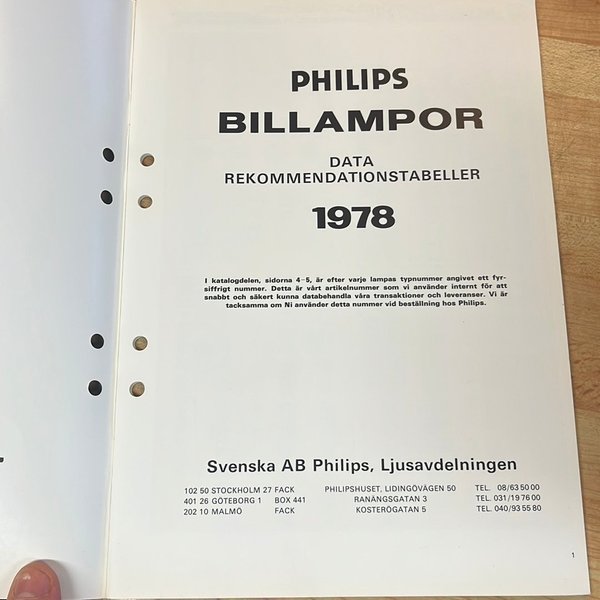 PHILIPS
BILLAMPOR
DATA
REKOMMENDATIONSTABELLER
1978
I katalogdelen, sidorna 4-5, är efter varje lampas typnummer angivet ett fyr-
siffrigt nummer. Detta är vårt artikelnummer som vi använder internt för att
snabbt och säkert kunna databehandla våra transaktioner och leveranser. Vi är
tacksamma om Ni använder detta nummer vid beställning hos Philips.
Svenska AB Philips, Ljusavdelningen
102 50 STOCKHOLM 27 FACK PHILIPSHUSET, LIDINGÖVÄGEN 50 TEL. 08/63 50 00
401 26 GÖTEBORG 1 BOX 441 RANÄNGSGATAN 3 TEL. 031/19 76 00
202 10 MALMÖ FACK KOSTERÖGATAN 5 TEL. 040/93 55 80
1